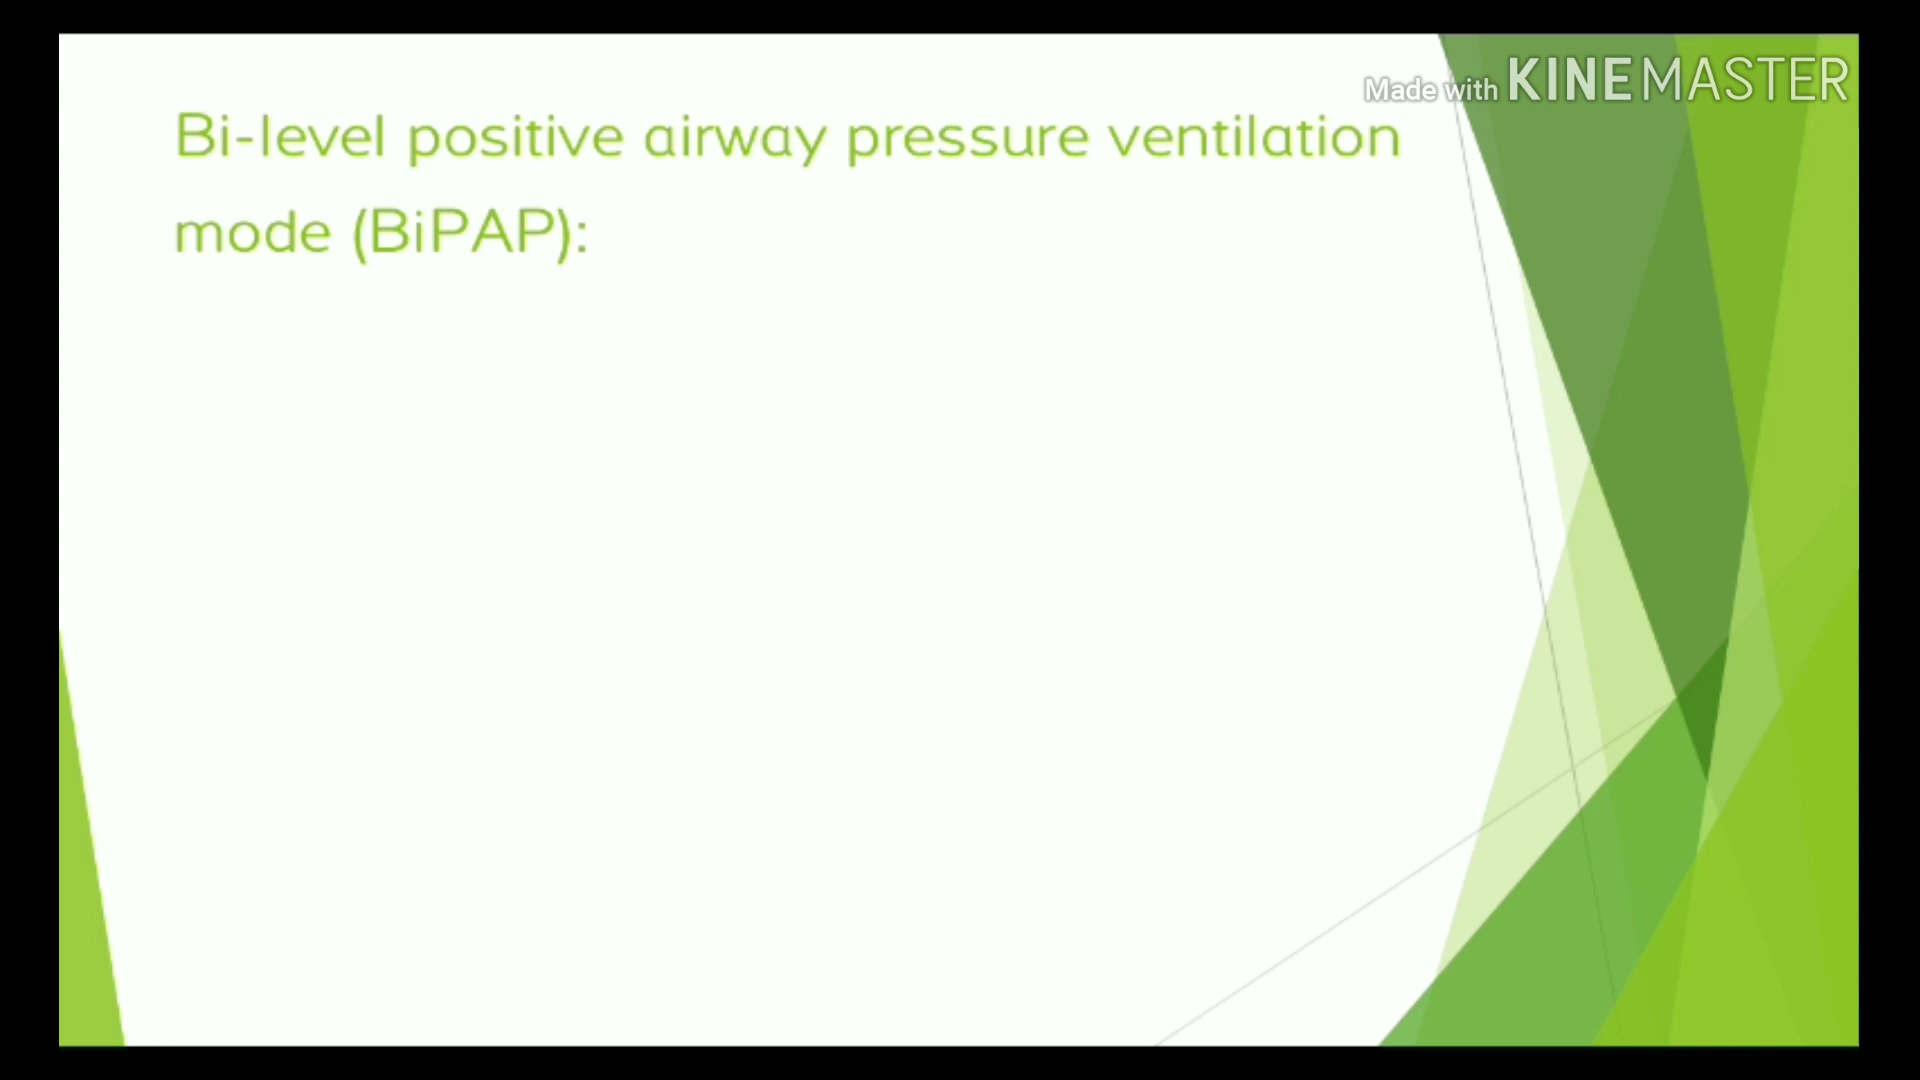 Made with KINEMASTER
Bi-level positive airway pressure ventilation
mode (BiPAP):